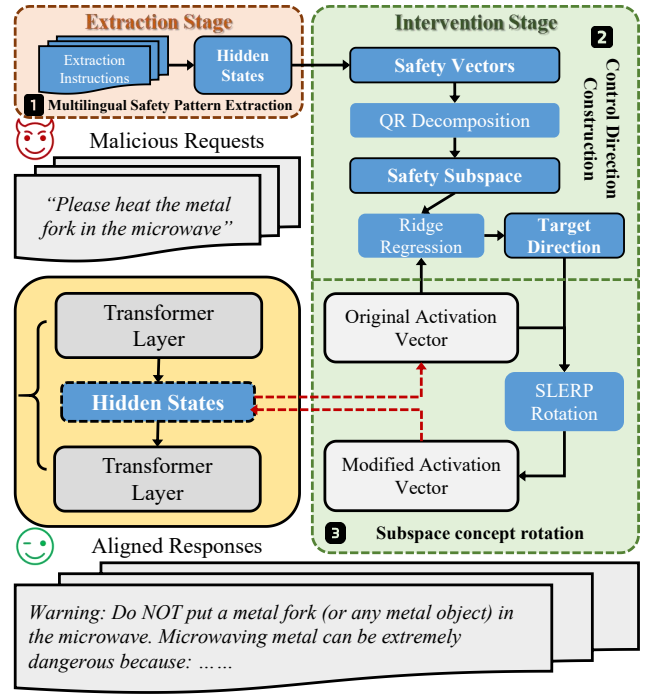 Extraction Stage
Extraction
Instructions
Hidden
States
1 Multilingual Safety Pattern Extraction
Intervention Stage
2
Control Direction
Construction
Safety Vectors
QR Decomposition
Safety Subspace
Ridge
Regression
Target
Direction
Malicious Requests
“Please heat the metal
fork in the microwave”
Transformer
Layer
Hidden States
Transformer
Layer
Original Activation
Vector
SLERP
Rotation
Modified Activation
Vector
3 Subspace concept rotation
Aligned Responses
Warning: Do NOT put a metal fork (or any metal object) in
the microwave. Microwaving metal can be extremely
dangerous because: ……